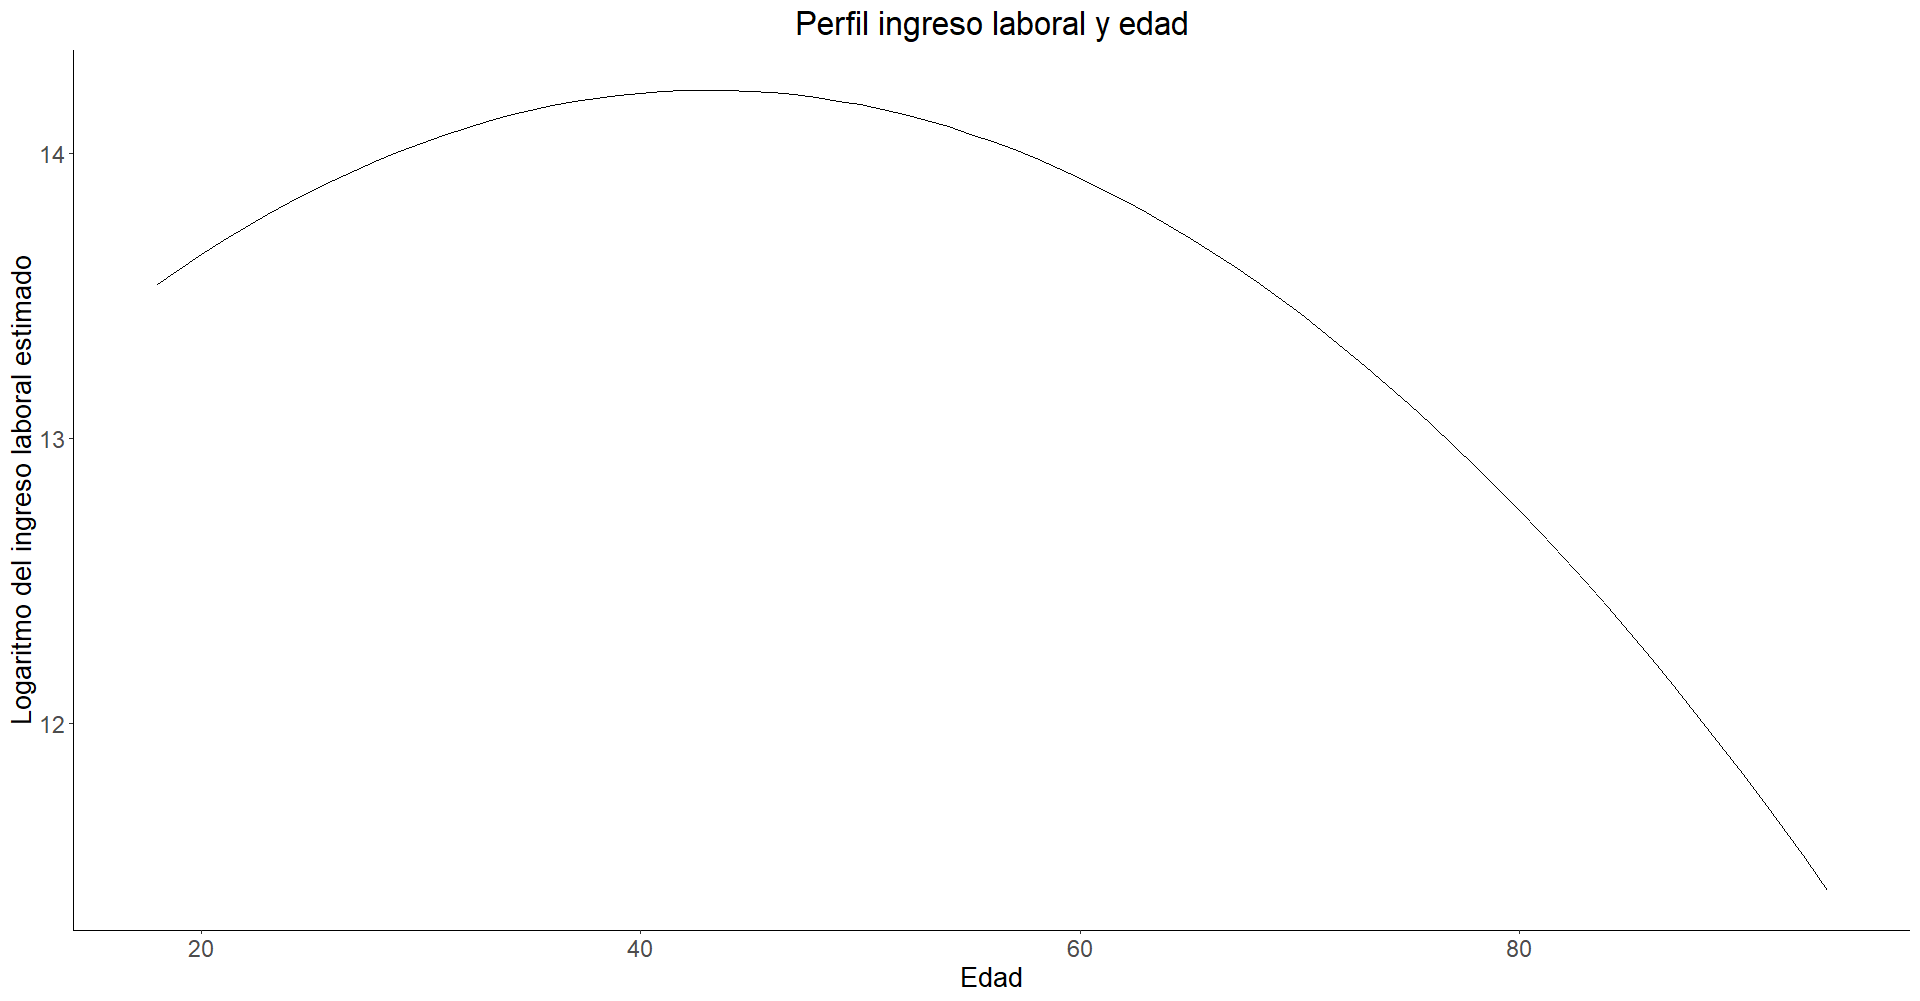 Perfil ingreso laboral y edad
Logaritmo del ingreso laboral estimado
14
13
12
20 40 60 80
Edad